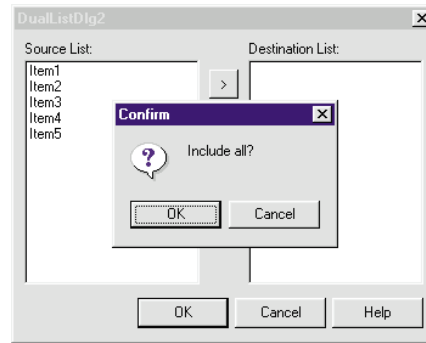 DualListDlg2
Source List: Destination List:
Item1
Item2
Item3
Item4
Item5
>
Confirm
Include all?
OK Cancel
OK Cancel Help